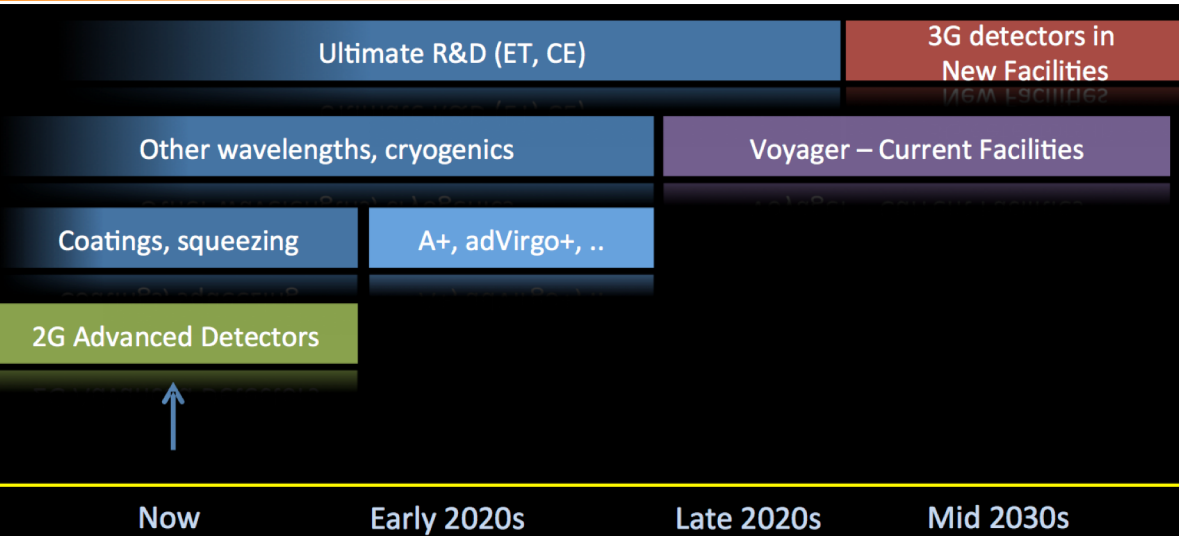 Ultimate R&D (ET, CE)
3G detectors in
New Facilities
Other wavelengths, cryogenics
Voyager – Current Facilities
Coatings, squeezing
A+, adVirgo+, ..
2G Advanced Detectors
Now
Early 2020s
Late 2020s
Mid 2030s